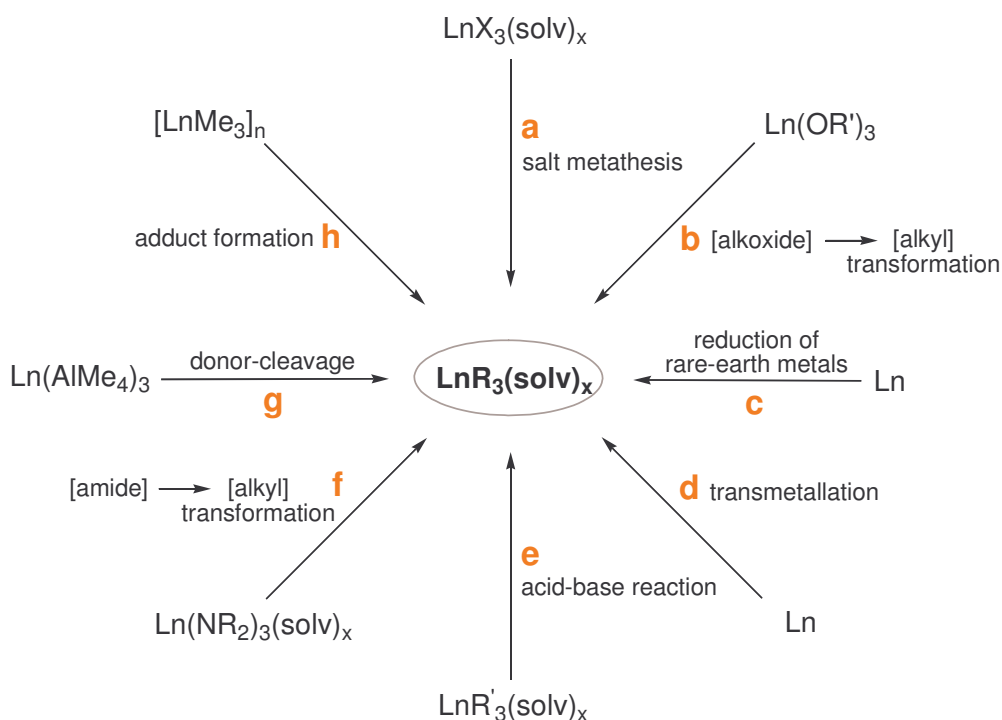 LnX3(solv)x
[LnMe3]n
Ln(OR')3
a
salt metathesis
adduct formation h
b [alkoxide] [alkyl]
transformation
donor-cleavage
reduction of
rare-earth metals
Ln(AlMe4)3
LnR3(solv)x
Ln
g
c
[amide] [alkyl] f
transformation
d transmetallation
e
acid-base reaction
Ln(NR2)3(solv)x
Ln
LnR'3(solv)x